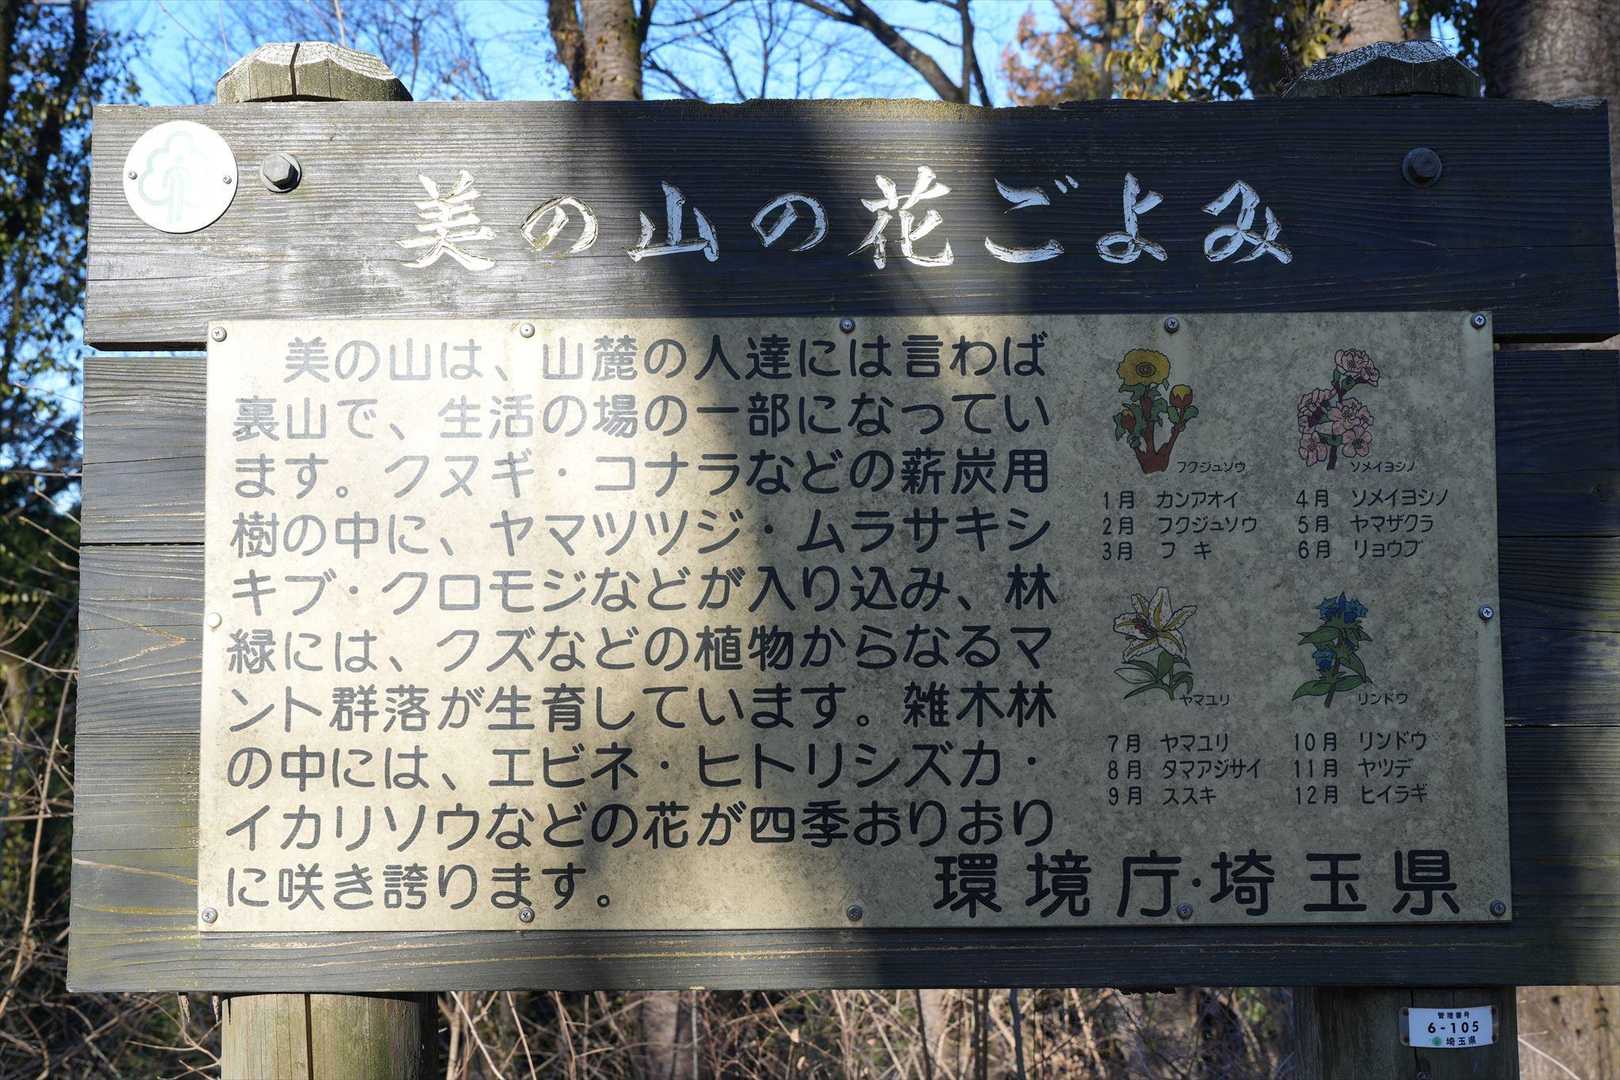 美の山の花ごよみ
美の山は、山麓の人達には言わば
裏山で、生活の場の一部になってい
ます。クヌギ・コナラなどの薪炭用
樹の中に、ヤマツツジ・ムラサキシ
キブ・クロモジなどが入り込み、林
緑には、クズなどの植物からなるマ
ント群落が生育しています。雑木林
の中には、エビネ・ヒトリシズカ・
イカリソウなどの花が四季おりおり
に咲き誇ります。
フクジュソウ
ソメイヨシノ
1月 カンアオイ
2月 フクジュソウ
3月 フキ
4月 ソメイヨシノ
5月 ヤマザクラ
6月 リョウブ
ヤマユリ
リンドウ
7月 ヤマユリ
8月 タマアジサイ
9月 ススキ
10月 リンドウ
11月 ヤツデ
12月 ヒイラギ
環境庁・埼玉県
管理番号
6-105
埼玉県